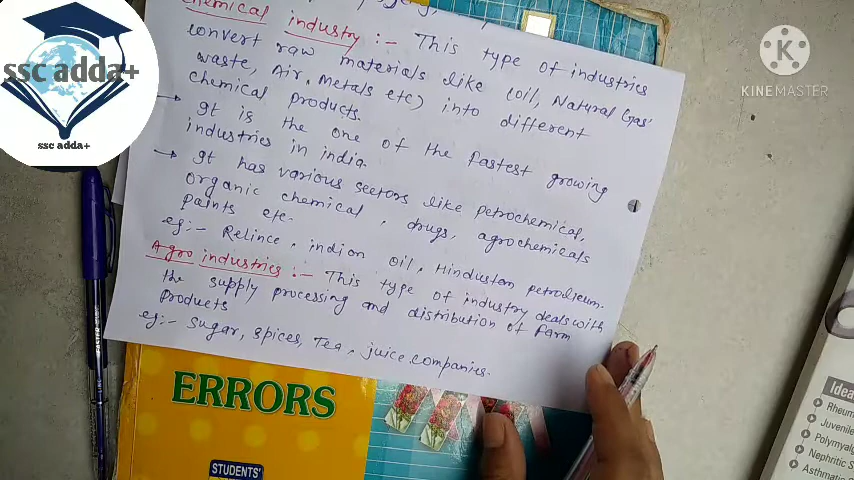 chemical industry :- This type of industries
convert raw materials like (oil, Natural Gas,
waste, Air, Metals etc) into different
chemical products.
→ It is the one of the fastest growing
industries in india.
→ It has various sectors like petrochemical,
organic chemical, drugs, agrochemicals
paints etc.
eg:- Relince, indion oil, Hindustan petroleum.
Agro industries :- This type of industry deals with
the supply processing and distribution of farm
products
eg:- sugar, spices, Tea, juice companies.
ssc adda+
ssc adda+
KINEMASTER
ERRORS
STUDENTS'
Idea
Rheum
Juvenile
Polymyalg
Nephritic S
Asthmatic